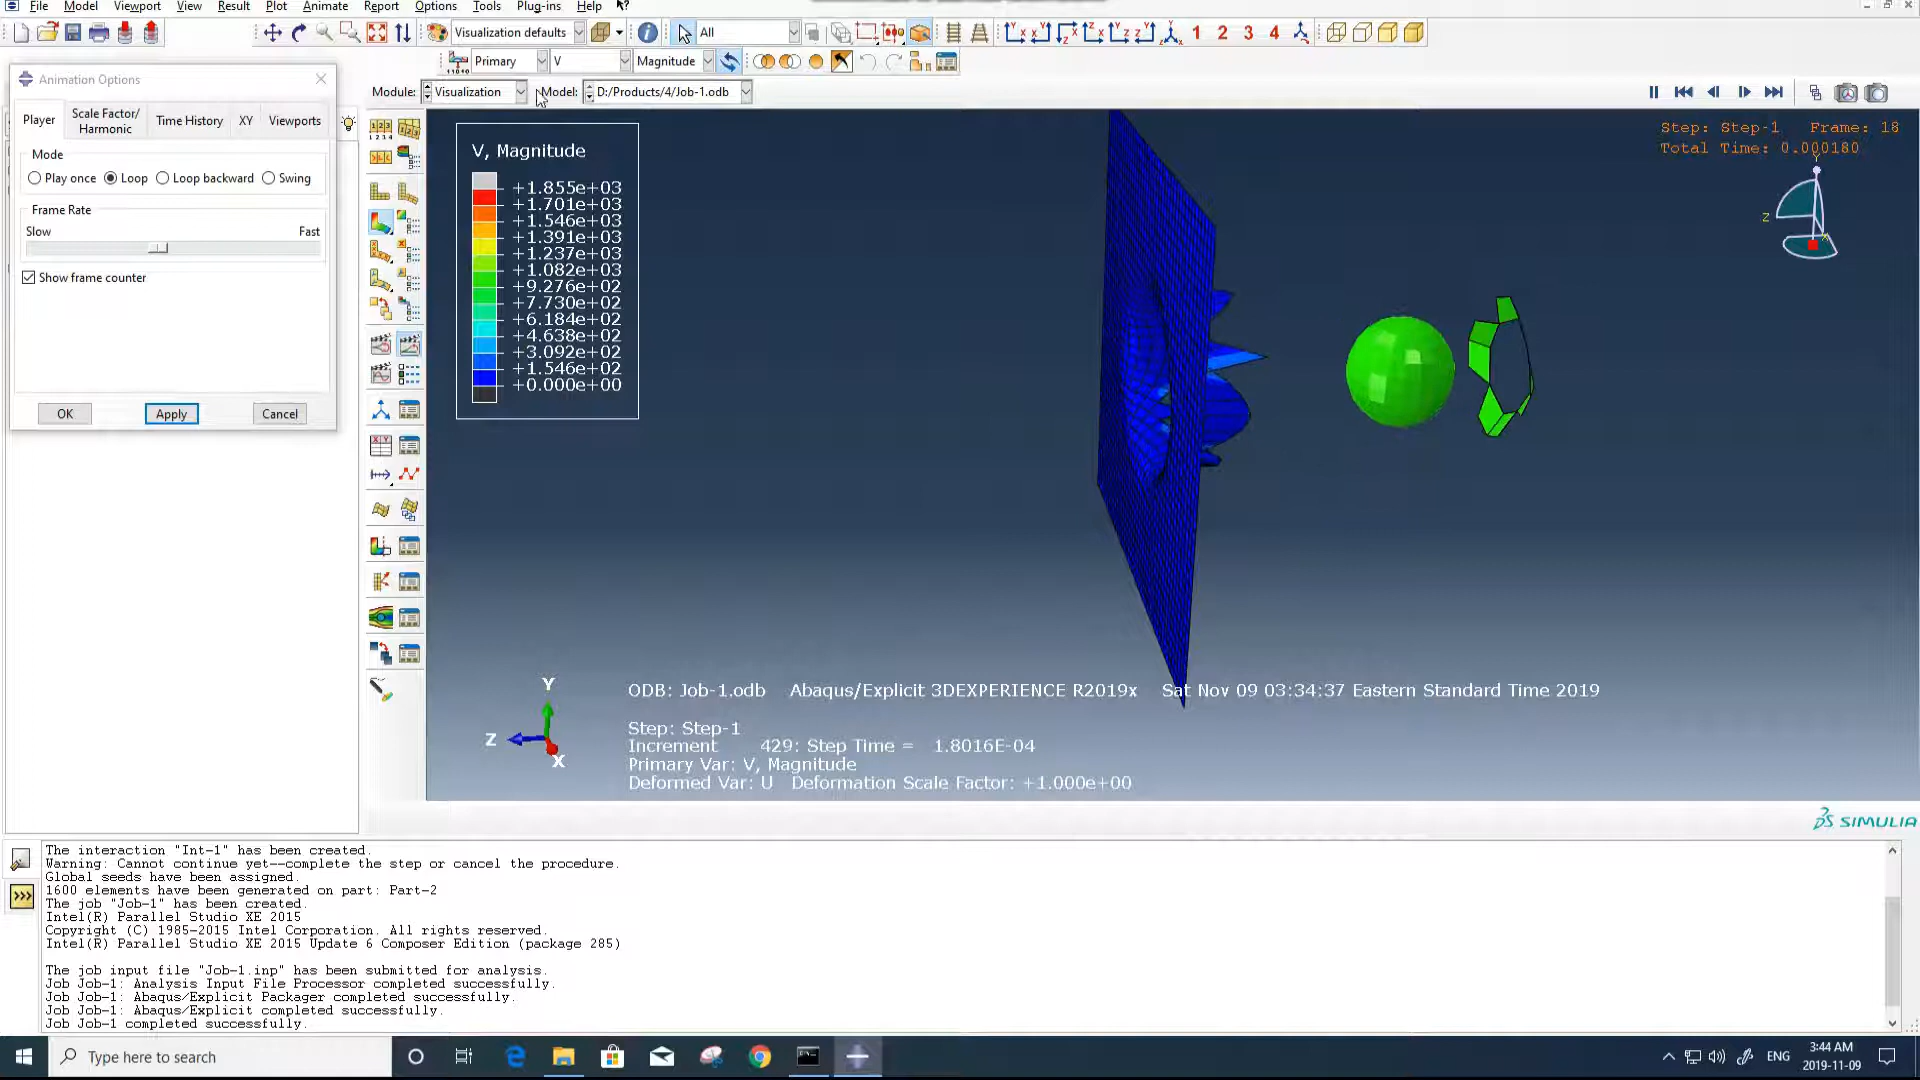 File Model Viewport View Result Plot Animate Report Options Tools Plug-ins Help
Visualization defaults All 1 2 3 4
Primary V Magnitude
Animation Options
Module: Visualization Model: D:/Products/4/Job-1.odb
Player Scale Factor/ Harmonic Time History XY Viewports
Mode
Play once Loop Loop backward Swing
Frame Rate
Slow Fast
Show frame counter
OK Apply Cancel
V, Magnitude
+1.855e+03
+1.701e+03
+1.546e+03
+1.391e+03
+1.237e+03
+1.082e+03
+9.276e+02
+7.730e+02
+6.184e+02
+4.638e+02
+3.092e+02
+1.546e+02
+0.000e+00
Step: Step-1 Frame: 18
Total Time: 0.000180
Y
Z
Y
Z
X
ODB: Job-1.odb Abaqus/Explicit 3DEXPERIENCE R2019x Sat Nov 09 03:34:37 Eastern Standard Time 2019
Step: Step-1
Increment 429: Step Time = 1.8016E-04
Primary Var: V, Magnitude
Deformed Var: U Deformation Scale Factor: +1.000e+00
SIMULIA
The interaction "Int-1" has been created.
Warning: Cannot continue yet--complete the step or cancel the procedure.
Global seeds have been assigned.
1600 elements have been generated on part: Part-2
The job "Job-1" has been created.
Intel(R) Parallel Studio XE 2015
Copyright (C) 1985-2015 Intel Corporation. All rights reserved.
Intel(R) Parallel Studio XE 2015 Update 6 Composer Edition (package 285)
The job input file "Job-1.inp" has been submitted for analysis.
Job Job-1: Analysis Input File Processor completed successfully.
Job Job-1: Abaqus/Explicit Packager completed successfully.
Job Job-1: Abaqus/Explicit completed successfully.
Job Job-1 completed successfully.
Type here to search
ENG
3:44 AM
2019-11-09